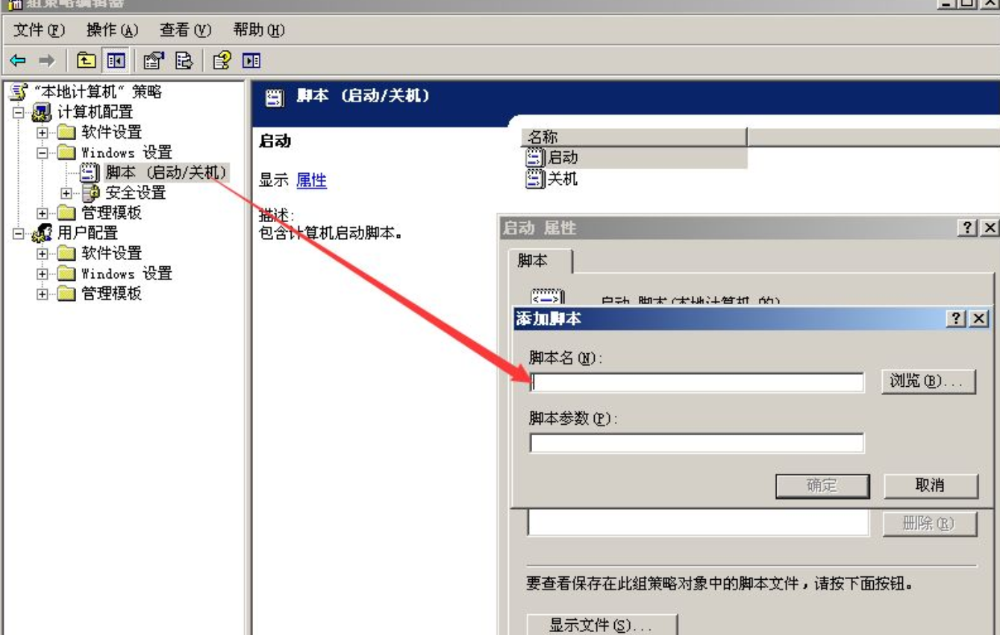 组策略编辑器
文件(F) 操作(A) 查看(V) 帮助(H)
“本地计算机“ 策略
计算机配置
软件设置
Windows 设置
脚本 (启动/关机)
安全设置
管理模板
用户配置
软件设置
Windows 设置
管理模板
脚本 (启动/关机)
启动
显示 属性
描述:
包含计算机启动脚本。
名称
启动
关机
启动 属性
脚本
启动 脚本(本地计算机 的)
添加脚本
脚本名(N):
浏览(B)...
脚本参数(P):
确定
取消
删除(R)
要查看保存在此组策略对象中的脚本文件，请按下面按钮。
显示文件(S)...